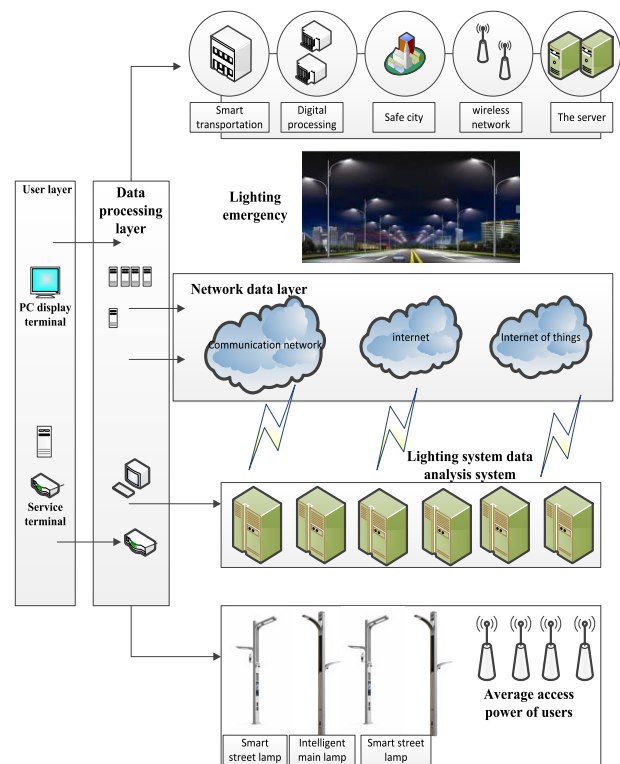 Smart
transportation
Digital
processing
Safe city
wireless
network
The server
User layer
Data
processing
layer
Lighting
emergency
PC display
terminal
Network data layer
Communication network
internet
Internet of things
Lighting system data
analysis system
Service
terminal
Average access
power of users
Smart
street lamp
Intelligent
main lamp
Smart street
lamp